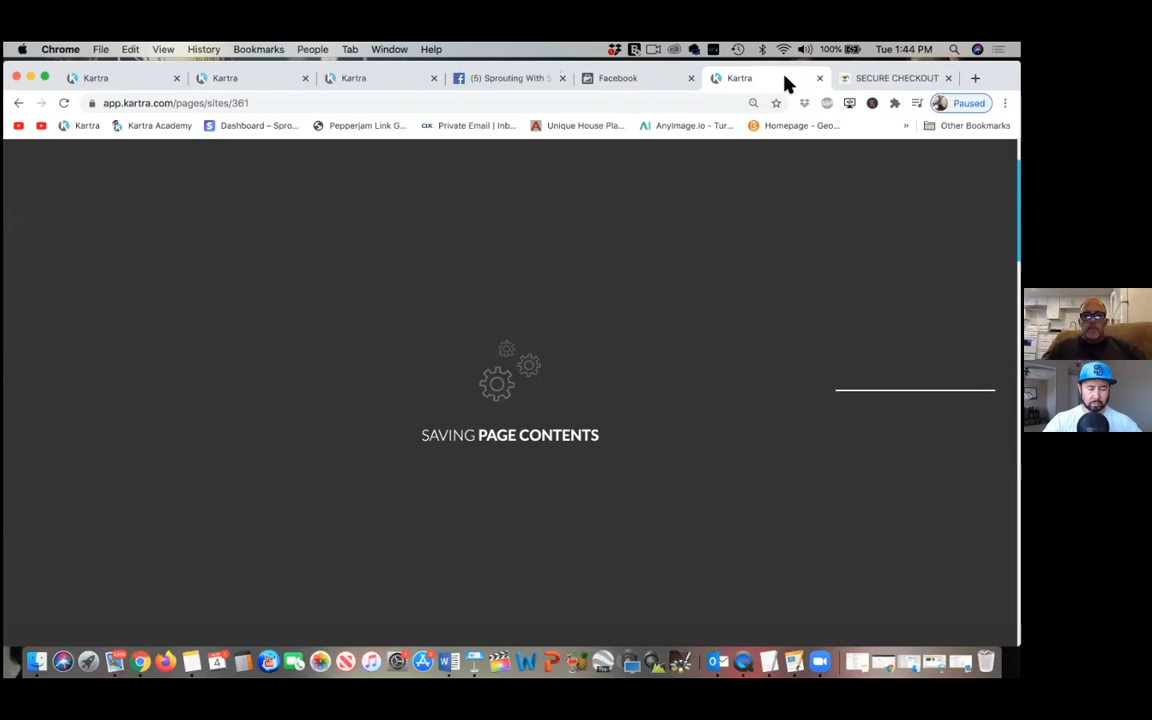 Chrome File Edit View History Bookmarks People Tab Window Help 100% Tue 1:44 PM
Kartra Kartra Kartra (6) Sprouting With S Facebook Kartra SECURE CHECKOUT
app.kartra.com/pages/sites/361 Paused
Kartra Kartra Academy Dashboard – Spro... Pepperjam Link G... Private Email | Inb... Unique House Pla... AnyImage.io - Tur... Homepage - Geo... » Other Bookmarks
SAVING PAGE CONTENTS